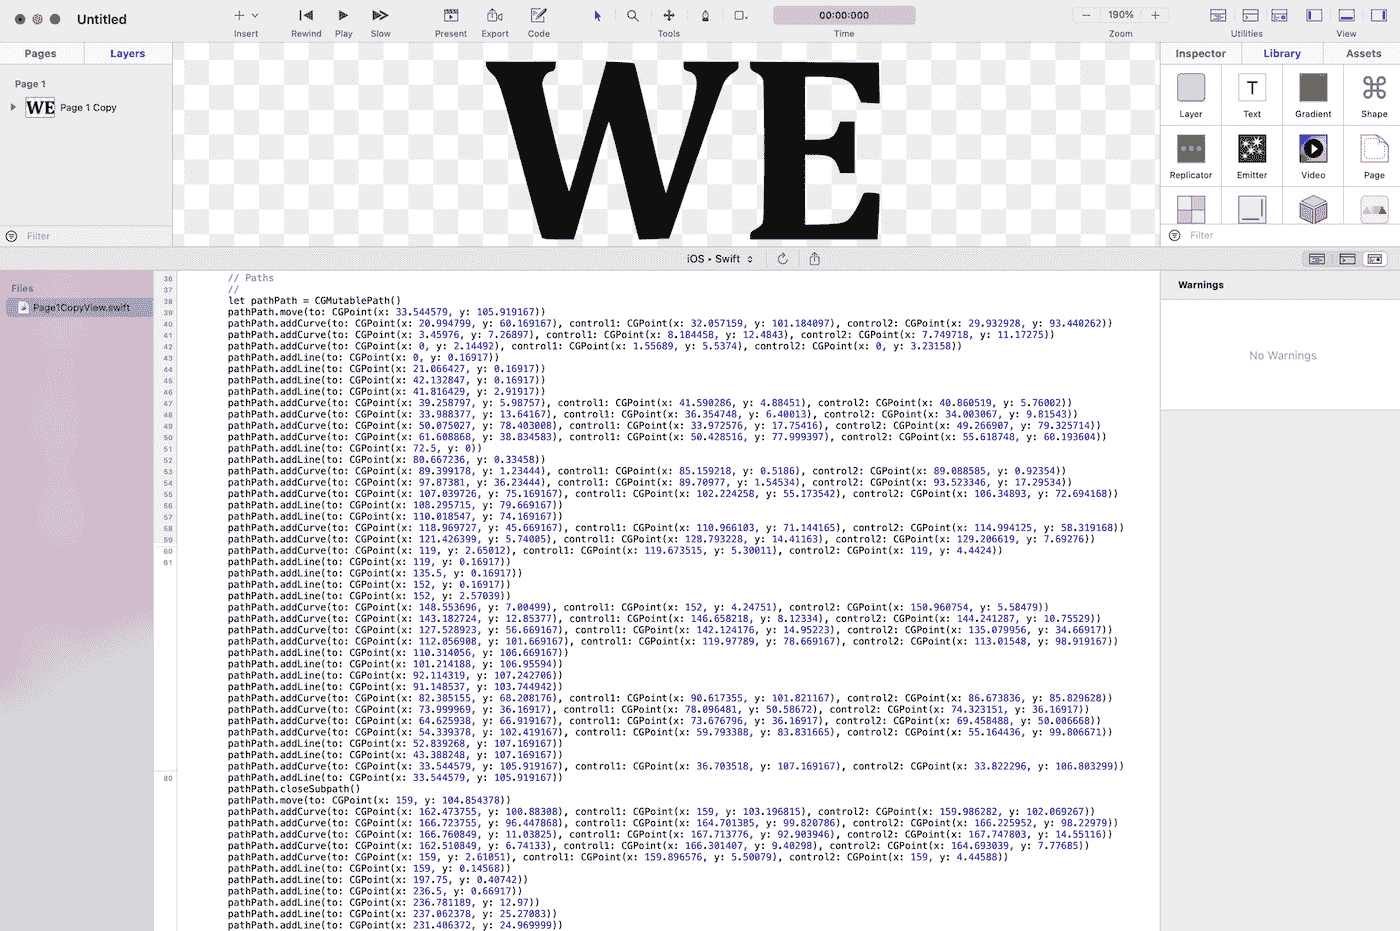 Untitled
Insert
Rewind
Play
Slow
Present
Export
Code
Tools
00:00:000
Time
190%
Zoom
Utilities
View
Pages
Layers
Page 1
WE
Page 1 Copy
Filter
WE
Inspector
Library
Assets
T
Layer
Text
Gradient
Shape
Replicator
Emitter
Video
Page
Filter
iOS ▸ Swift
Files
Page1CopyView.swift
Warnings
No Warnings
36 // Paths
37 //
38 let pathPath = CGMutablePath()
39 pathPath.move(to: CGPoint(x: 33.544579, y: 105.919167))
40 pathPath.addCurve(to: CGPoint(x: 20.994799, y: 60.169167), control1: CGPoint(x: 32.057159, y: 101.184097), control2: CGPoint(x: 29.932928, y: 93.440262))
41 pathPath.addCurve(to: CGPoint(x: 3.45976, y: 7.26897), control1: CGPoint(x: 8.184458, y: 12.4843), control2: CGPoint(x: 7.749718, y: 11.17275))
42 pathPath.addCurve(to: CGPoint(x: 0, y: 2.14492), control1: CGPoint(x: 1.55689, y: 5.5374), control2: CGPoint(x: 0, y: 3.23158))
43 pathPath.addLine(to: CGPoint(x: 0, y: 0.16917))
44 pathPath.addLine(to: CGPoint(x: 21.066427, y: 0.16917))
45 pathPath.addLine(to: CGPoint(x: 42.132847, y: 0.16917))
46 pathPath.addLine(to: CGPoint(x: 41.816429, y: 2.91917))
47 pathPath.addCurve(to: CGPoint(x: 39.258797, y: 5.98757), control1: CGPoint(x: 41.590286, y: 4.88451), control2: CGPoint(x: 40.860519, y: 5.76002))
48 pathPath.addCurve(to: CGPoint(x: 33.988377, y: 13.64167), control1: CGPoint(x: 36.354748, y: 6.40013), control2: CGPoint(x: 34.003067, y: 9.81543))
49 pathPath.addCurve(to: CGPoint(x: 50.075027, y: 78.403008), control1: CGPoint(x: 33.972576, y: 17.75416), control2: CGPoint(x: 49.266907, y: 79.325714))
50 pathPath.addCurve(to: CGPoint(x: 61.608868, y: 38.834583), control1: CGPoint(x: 50.428516, y: 77.999397), control2: CGPoint(x: 55.618748, y: 60.193604))
51 pathPath.addLine(to: CGPoint(x: 72.5, y: 0))
52 pathPath.addLine(to: CGPoint(x: 80.667236, y: 0.33458))
53 pathPath.addCurve(to: CGPoint(x: 89.399178, y: 1.23444), control1: CGPoint(x: 85.159218, y: 0.5186), control2: CGPoint(x: 89.088585, y: 0.92354))
54 pathPath.addCurve(to: CGPoint(x: 97.87381, y: 36.23444), control1: CGPoint(x: 89.70977, y: 1.54534), control2: CGPoint(x: 93.523346, y: 17.29534))
55 pathPath.addCurve(to: CGPoint(x: 107.039726, y: 75.169167), control1: CGPoint(x: 102.224258, y: 55.173542), control2: CGPoint(x: 106.34893, y: 72.694168))
56 pathPath.addLine(to: CGPoint(x: 108.295715, y: 79.669167))
57 pathPath.addLine(to: CGPoint(x: 110.018547, y: 74.169167))
58 pathPath.addCurve(to: CGPoint(x: 118.969727, y: 45.669167), control1: CGPoint(x: 110.966103, y: 71.144165), control2: CGPoint(x: 114.994125, y: 58.319168))
59 pathPath.addCurve(to: CGPoint(x: 121.426399, y: 5.74005), control1: CGPoint(x: 128.793228, y: 14.41163), control2: CGPoint(x: 129.206619, y: 7.69276))
60 pathPath.addCurve(to: CGPoint(x: 119, y: 2.65012), control1: CGPoint(x: 119.673515, y: 5.30011), control2: CGPoint(x: 119, y: 4.4424))
61 pathPath.addLine(to: CGPoint(x: 119, y: 0.16917))
pathPath.addLine(to: CGPoint(x: 135.5, y: 0.16917))
pathPath.addLine(to: CGPoint(x: 152, y: 0.16917))
pathPath.addLine(to: CGPoint(x: 152, y: 2.57039))
pathPath.addCurve(to: CGPoint(x: 148.553696, y: 7.00499), control1: CGPoint(x: 152, y: 4.24751), control2: CGPoint(x: 150.960754, y: 5.58479))
pathPath.addCurve(to: CGPoint(x: 143.182724, y: 12.85377), control1: CGPoint(x: 146.658218, y: 8.12334), control2: CGPoint(x: 144.241287, y: 10.75529))
pathPath.addCurve(to: CGPoint(x: 127.528923, y: 56.669167), control1: CGPoint(x: 142.124176, y: 14.95223), control2: CGPoint(x: 135.079956, y: 34.66917))
pathPath.addCurve(to: CGPoint(x: 112.056908, y: 101.669167), control1: CGPoint(x: 119.97789, y: 78.669167), control2: CGPoint(x: 113.01548, y: 98.919167))
pathPath.addLine(to: CGPoint(x: 110.314056, y: 106.669167))
pathPath.addLine(to: CGPoint(x: 101.214188, y: 106.95594))
pathPath.addLine(to: CGPoint(x: 92.114319, y: 107.242706))
pathPath.addLine(to: CGPoint(x: 91.148537, y: 103.744942))
pathPath.addCurve(to: CGPoint(x: 82.385155, y: 68.208176), control1: CGPoint(x: 90.617355, y: 101.821167), control2: CGPoint(x: 86.673836, y: 85.829628))
pathPath.addCurve(to: CGPoint(x: 73.999969, y: 36.16917), control1: CGPoint(x: 78.096481, y: 50.58672), control2: CGPoint(x: 74.323151, y: 36.16917))
pathPath.addCurve(to: CGPoint(x: 64.625938, y: 66.919167), control1: CGPoint(x: 73.676796, y: 36.16917), control2: CGPoint(x: 69.458488, y: 50.006668))
pathPath.addCurve(to: CGPoint(x: 54.339378, y: 102.419167), control1: CGPoint(x: 59.793388, y: 83.831665), control2: CGPoint(x: 55.164436, y: 99.806671))
pathPath.addLine(to: CGPoint(x: 52.839268, y: 107.169167))
pathPath.addLine(to: CGPoint(x: 43.388248, y: 107.169167))
pathPath.addCurve(to: CGPoint(x: 33.544579, y: 105.919167), control1: CGPoint(x: 36.703518, y: 107.169167), control2: CGPoint(x: 33.822296, y: 106.803299))
80 pathPath.addLine(to: CGPoint(x: 33.544579, y: 105.919167))
pathPath.closeSubpath()
pathPath.move(to: CGPoint(x: 159, y: 104.854378))
pathPath.addCurve(to: CGPoint(x: 162.473755, y: 100.88308), control1: CGPoint(x: 159, y: 103.196815), control2: CGPoint(x: 159.986282, y: 102.069267))
pathPath.addCurve(to: CGPoint(x: 166.723755, y: 96.447868), control1: CGPoint(x: 164.701385, y: 99.820786), control2: CGPoint(x: 166.225952, y: 98.22979))
pathPath.addCurve(to: CGPoint(x: 166.760849, y: 11.03825), control1: CGPoint(x: 167.713776, y: 92.903946), control2: CGPoint(x: 167.747803, y: 14.55116))
pathPath.addCurve(to: CGPoint(x: 162.510849, y: 6.74133), control1: CGPoint(x: 166.301407, y: 9.40298), control2: CGPoint(x: 164.693039, y: 7.77685))
pathPath.addCurve(to: CGPoint(x: 159, y: 2.61051), control1: CGPoint(x: 159.896576, y: 5.50079), control2: CGPoint(x: 159, y: 4.44588))
pathPath.addLine(to: CGPoint(x: 159, y: 0.14568))
pathPath.addLine(to: CGPoint(x: 197.75, y: 0.40742))
pathPath.addLine(to: CGPoint(x: 236.5, y: 0.66917))
pathPath.addLine(to: CGPoint(x: 236.781189, y: 12.97))
pathPath.addLine(to: CGPoint(x: 237.062378, y: 25.27083))
pathPath.addLine(to: CGPoint(x: 231.406372, y: 24.969999))